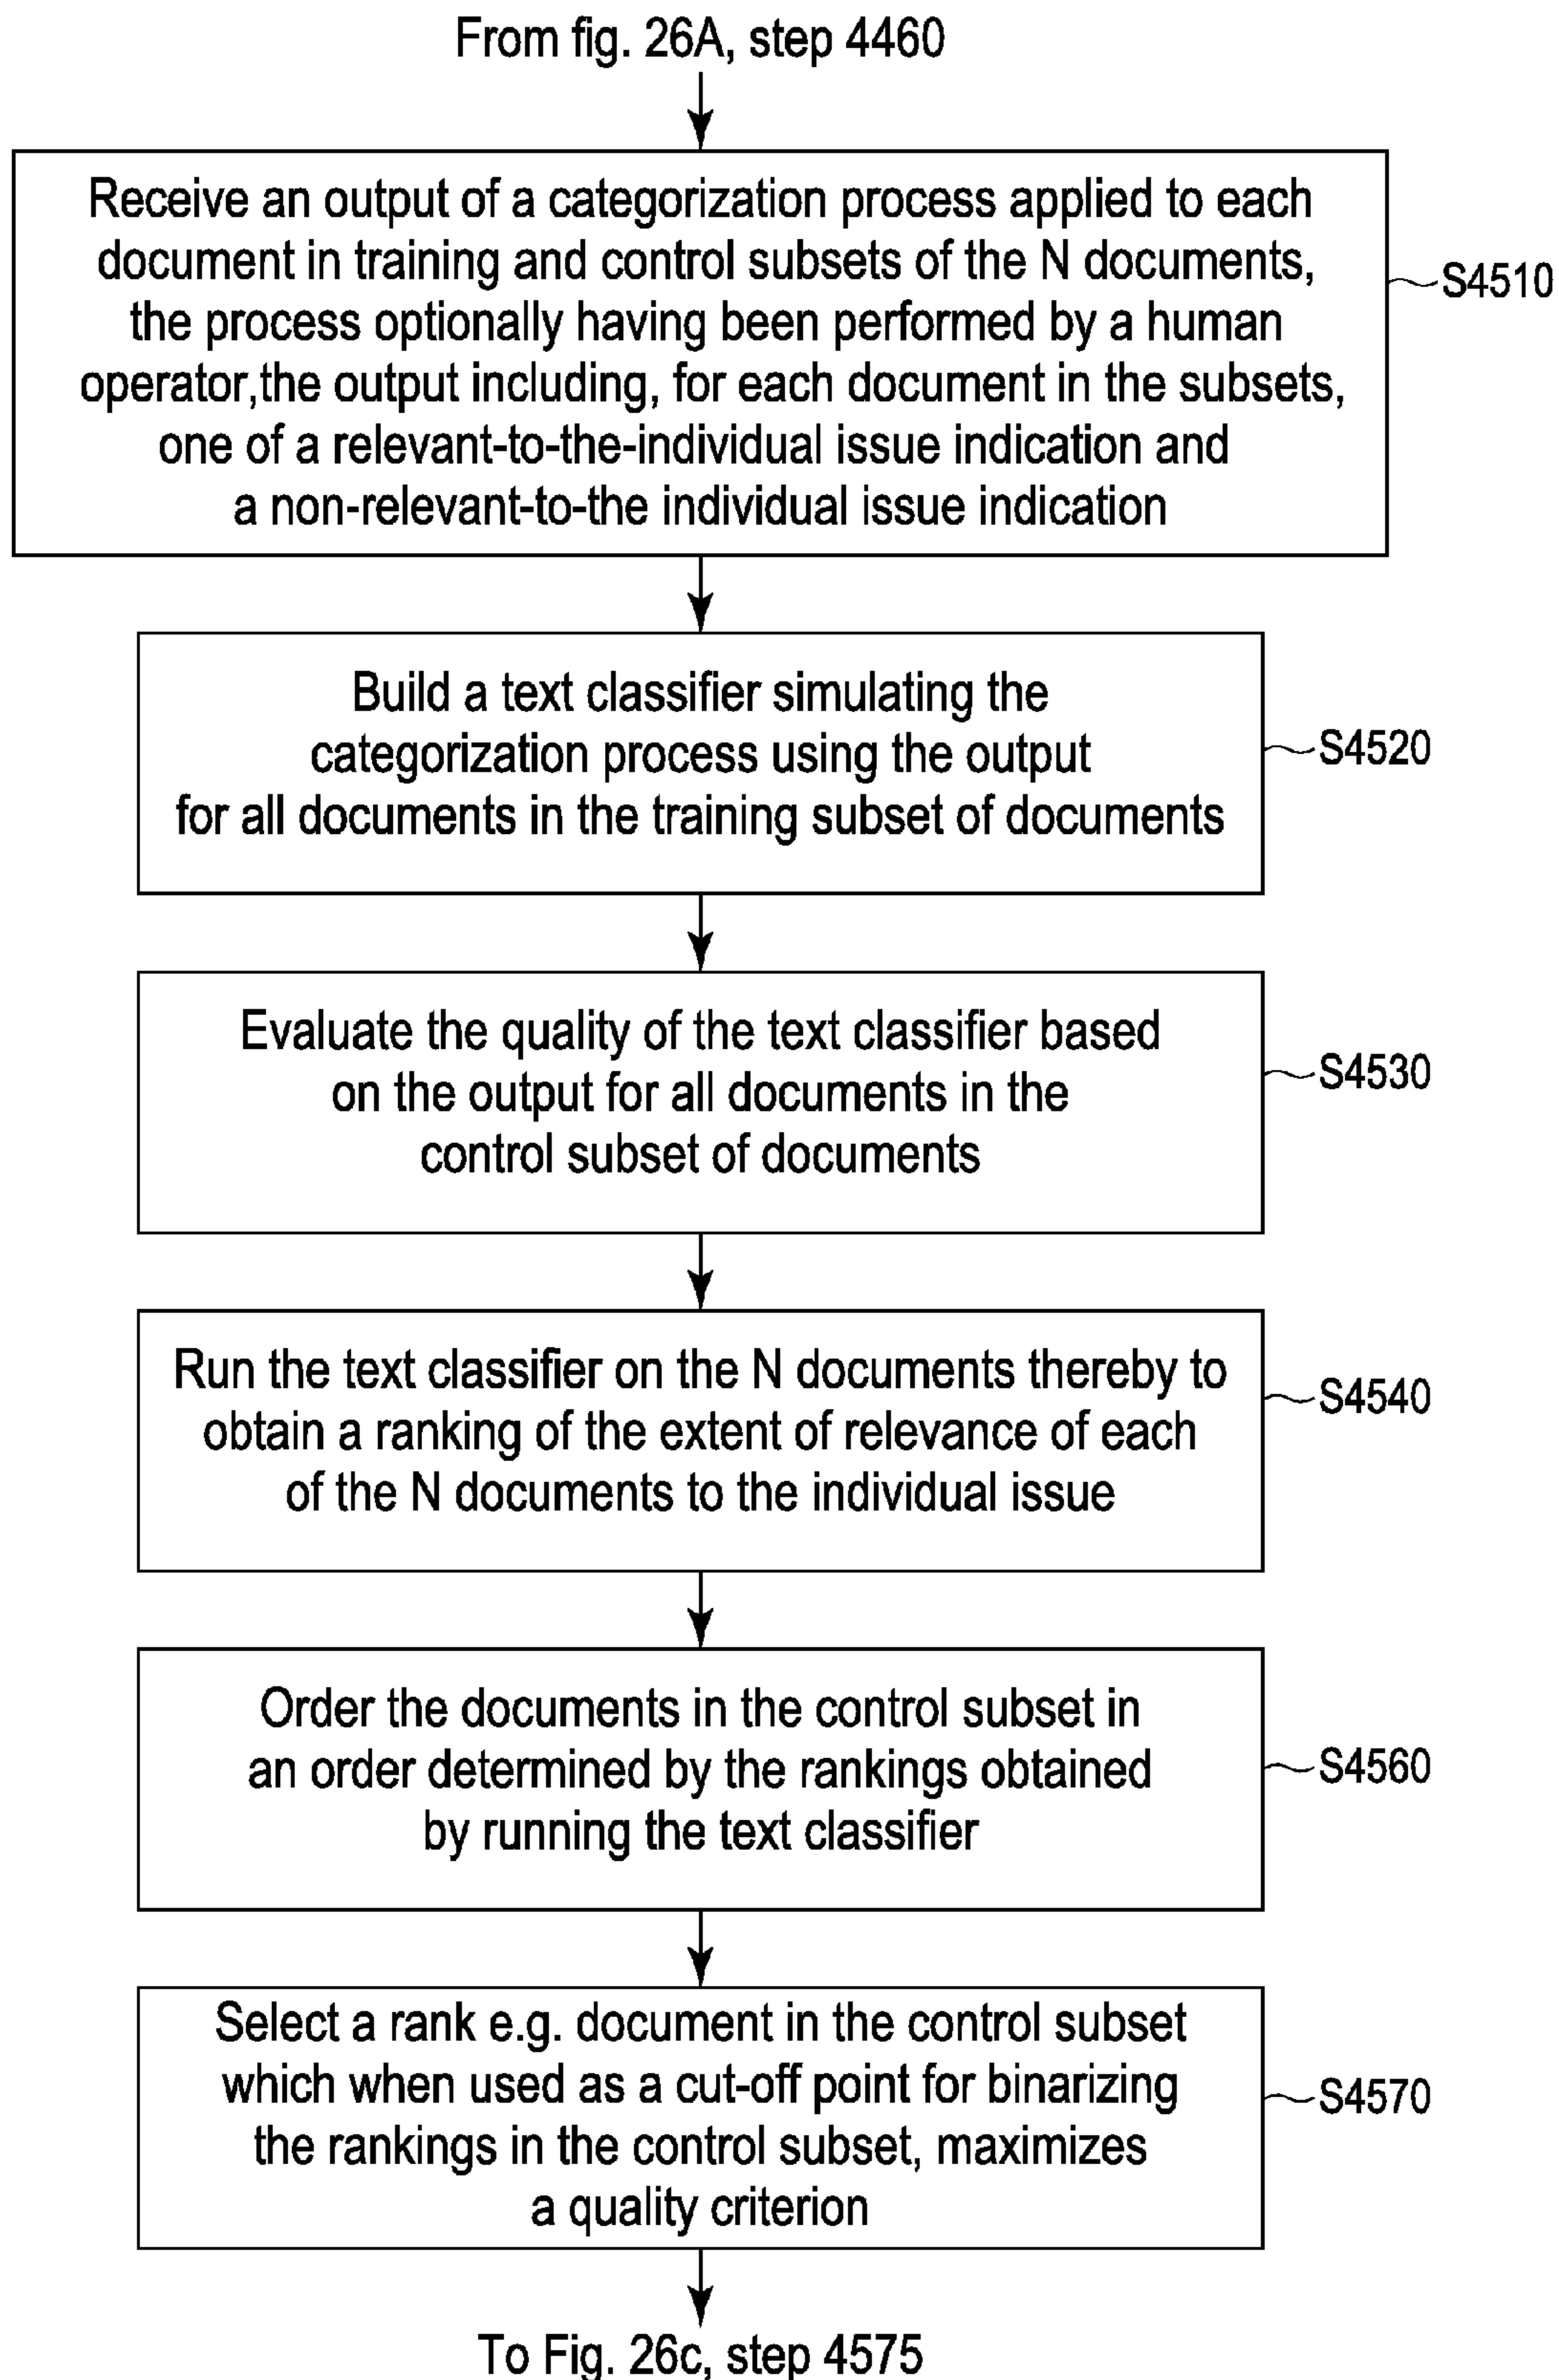 From fig. 26A, step 4460
Receive an output of a categorization process applied to each
document in training and control subsets of the N documents,
the process optionally having been performed by a human
operator,the output including, for each document in the subsets,
one of a relevant-to-the-individual issue indication and
a non-relevant-to-the individual issue indication
S4510
Build a text classifier simulating the
categorization process using the output
for all documents in the training subset of documents
S4520
Evaluate the quality of the text classifier based
on the output for all documents in the
control subset of documents
S4530
Run the text classifier on the N documents thereby to
obtain a ranking of the extent of relevance of each
of the N documents to the individual issue
S4540
Order the documents in the control subset in
an order determined by the rankings obtained
by running the text classifier
S4560
Select a rank e.g. document in the control subset
which when used as a cut-off point for binarizing
the rankings in the control subset, maximizes
a quality criterion
S4570
To Fig. 26c, step 4575